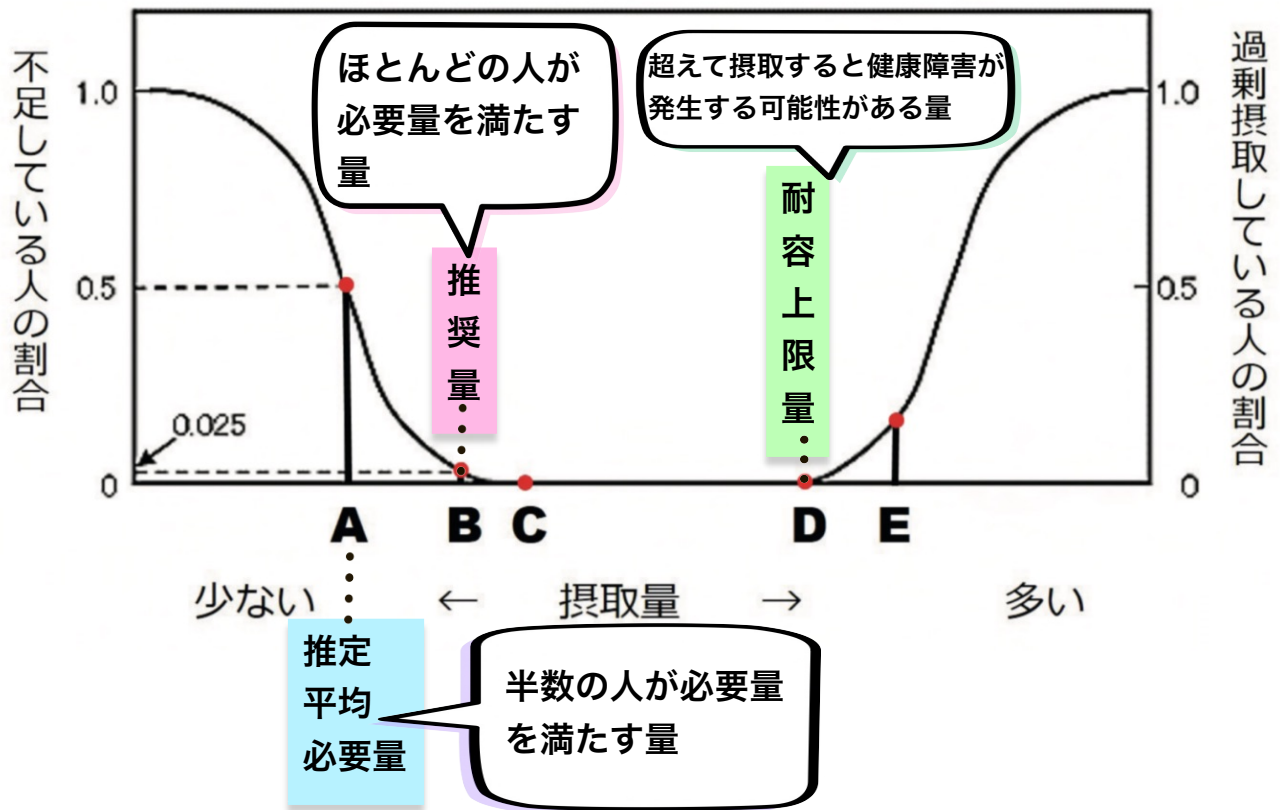 不足している人の割合
1.0
0.5
0.025
0
ほとんどの人が
必要量を満たす
量
推奨量
超えて摂取すると健康障害が
発生する可能性がある量
耐容上限量
過剰摂取している人の割合
1.0
0.5
0
A B C D E
少ない ← 摂取量 → 多い
推定
平均
必要量
半数の人が必要量
を満たす量